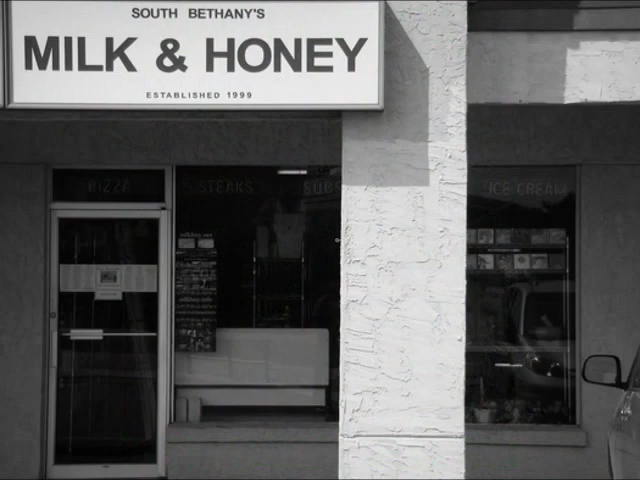 SOUTH BETHANY'S
MILK & HONEY
ESTABLISHED 1999
PIZZA
STEAKS
SUBS
ICE CREAM